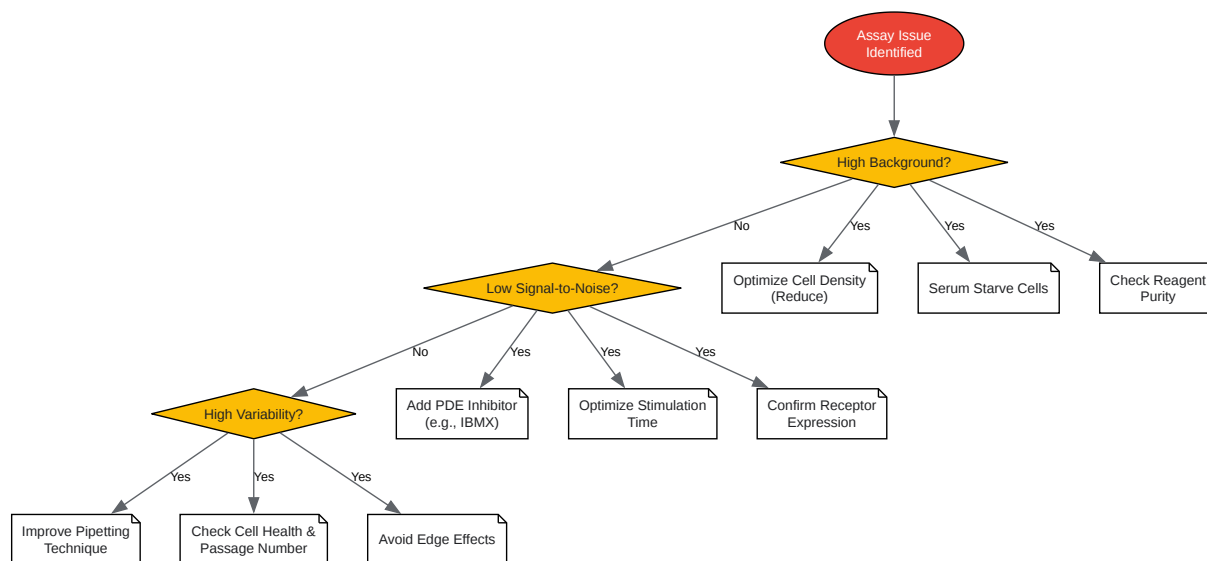 Assay Issue
Identified
High Background?
No
Yes
Yes
Yes
Low Signal-to-Noise?
Optimize Cell Density
(Reduce)
Serum Starve Cells
Check Reagent
Purity
No
Yes
Yes
Yes
High Variability?
Add PDE Inhibitor
(e.g., IBMX)
Optimize Stimulation
Time
Confirm Receptor
Expression
Yes
Yes
Yes
Improve Pipetting
Technique
Check Cell Health &
Passage Number
Avoid Edge Effects